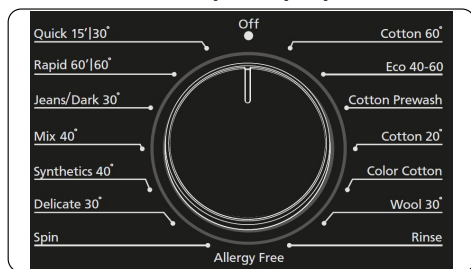 Off
Quick 15'|30°
Cotton 60°
Rapid 60'|60°
Eco 40-60
Jeans/Dark 30°
Cotton Prewash
Mix 40°
Cotton 20°
Synthetics 40°
Color Cotton
Delicate 30°
Wool 30°
Spin
Rinse
Allergy Free